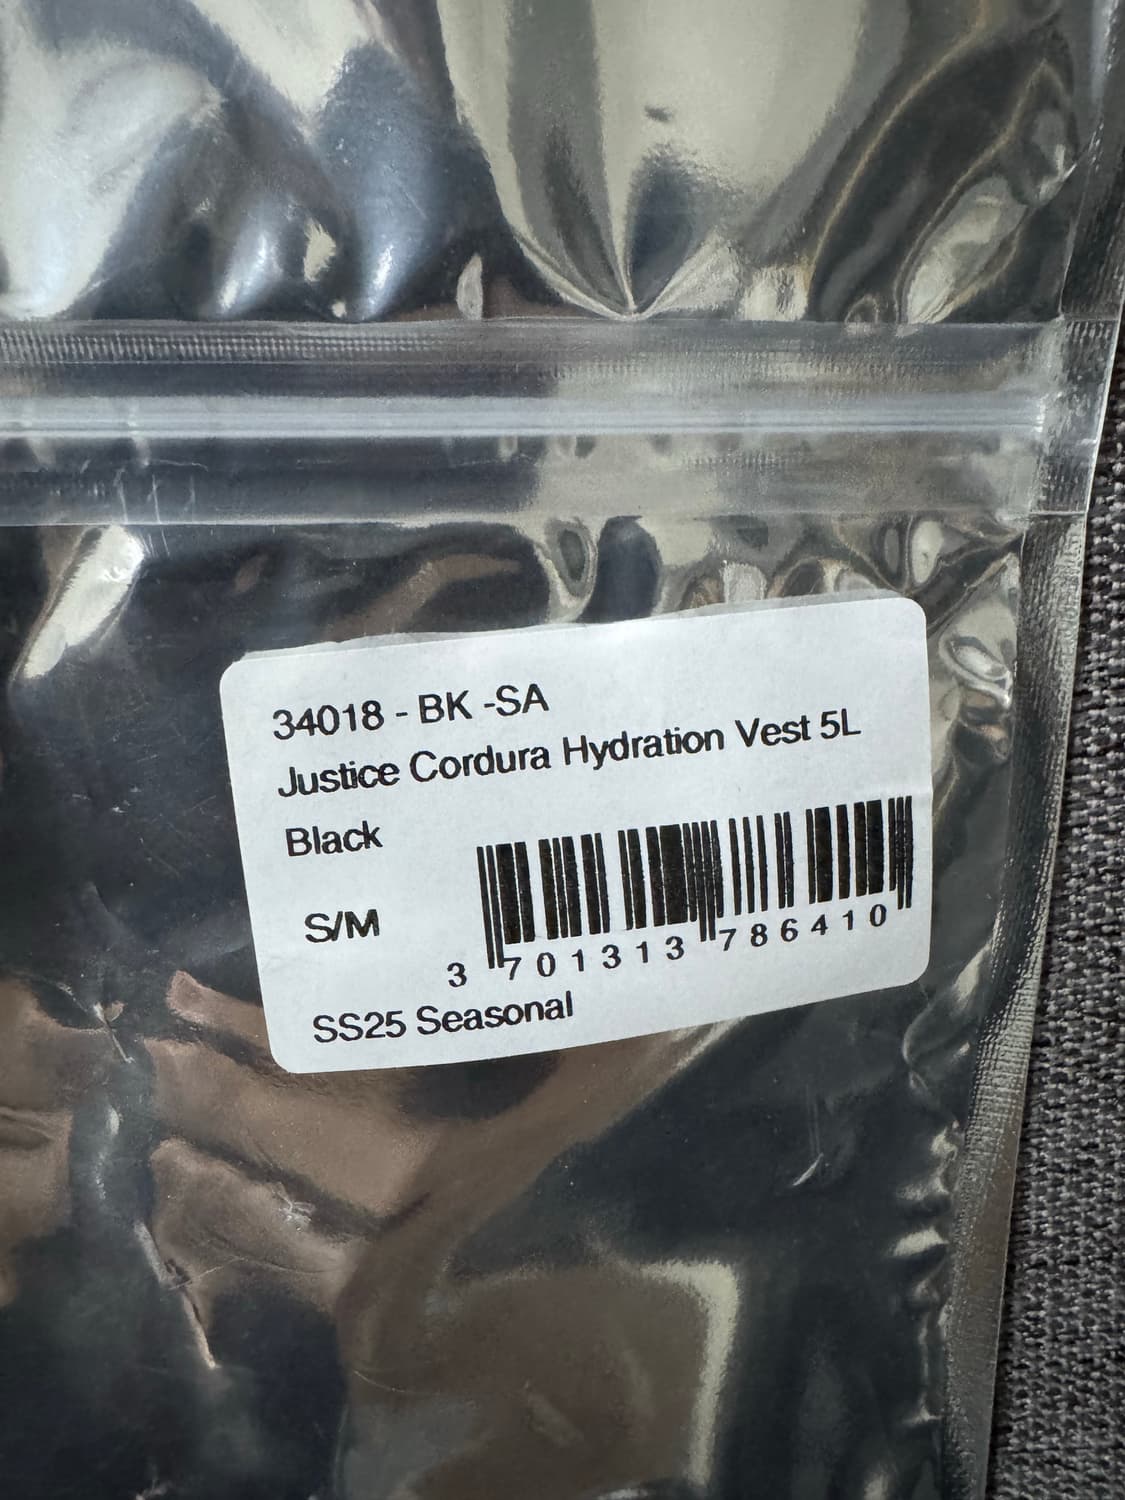 34018 - BK -SA
Justice Cordura Hydration Vest 5L
Black
S/M
3 701313 786410
SS25 Seasonal